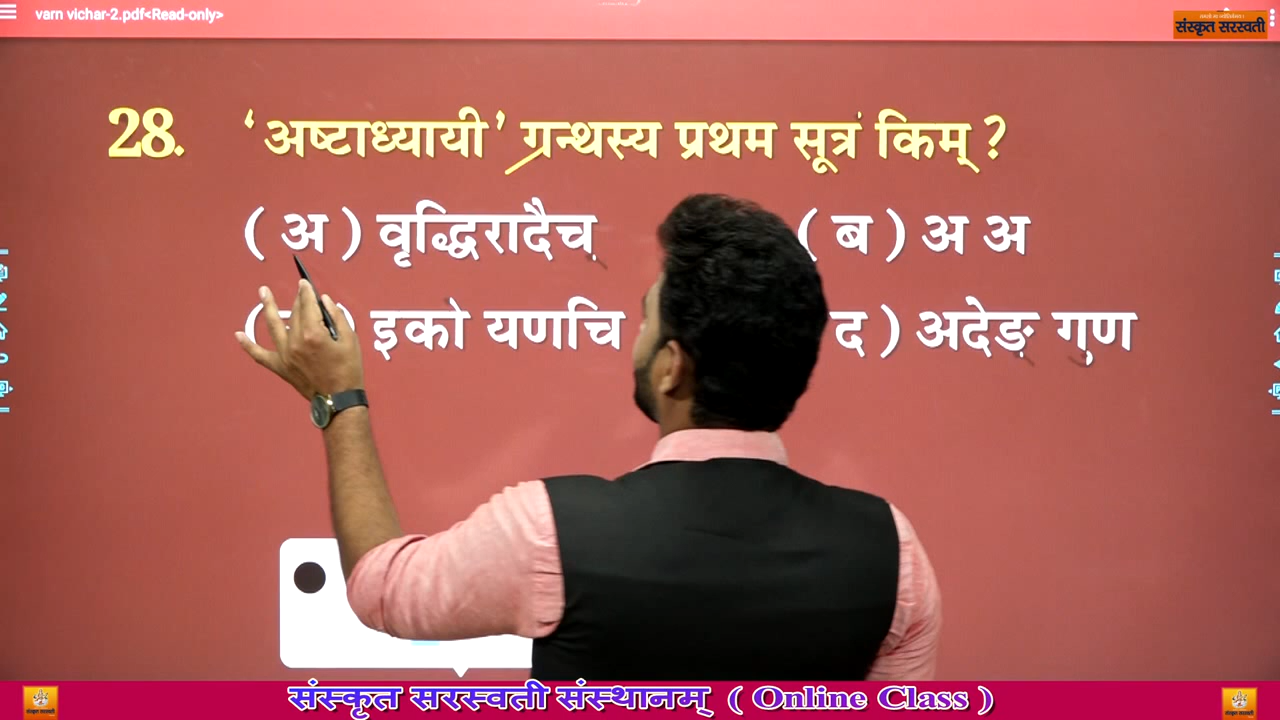 varn vichar-2.pdf<Read-only>
संस्कृत सरस्वती
28. ‘अष्टाध्यायी’ ग्रन्थस्य प्रथम सूत्रं किम् ?
( अ ) वृद्धिरादैच् ( ब ) अ अ
( इको यणचि द ) अदेङ् गुण
संस्कृत सरस्वती संस्थानम् ( Online Class )